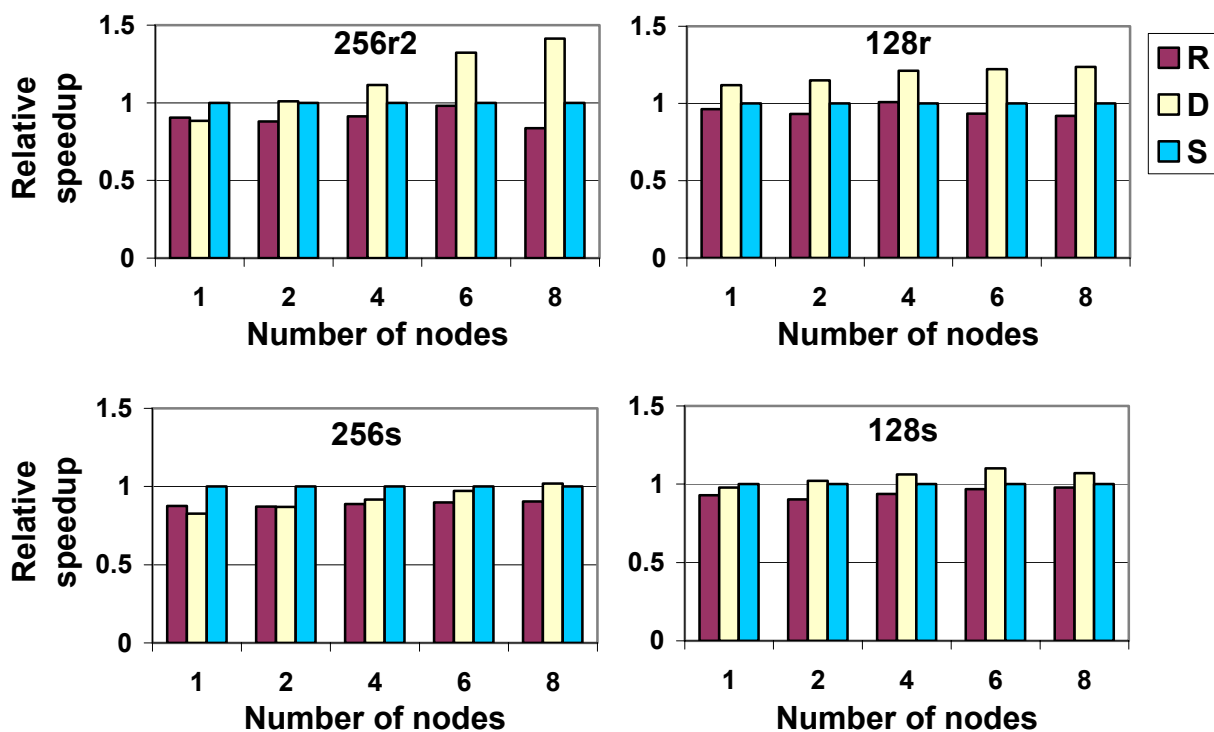 256r2
1.5
1
0.5
0
Relative
speedup
1 2 4 6 8
Number of nodes
128r
1.5
1
0.5
0
1 2 4 6 8
Number of nodes
R
D
S
256s
1.5
1
0.5
0
Relative
speedup
1 2 4 6 8
Number of nodes
128s
1.5
1
0.5
0
1 2 4 6 8
Number of nodes